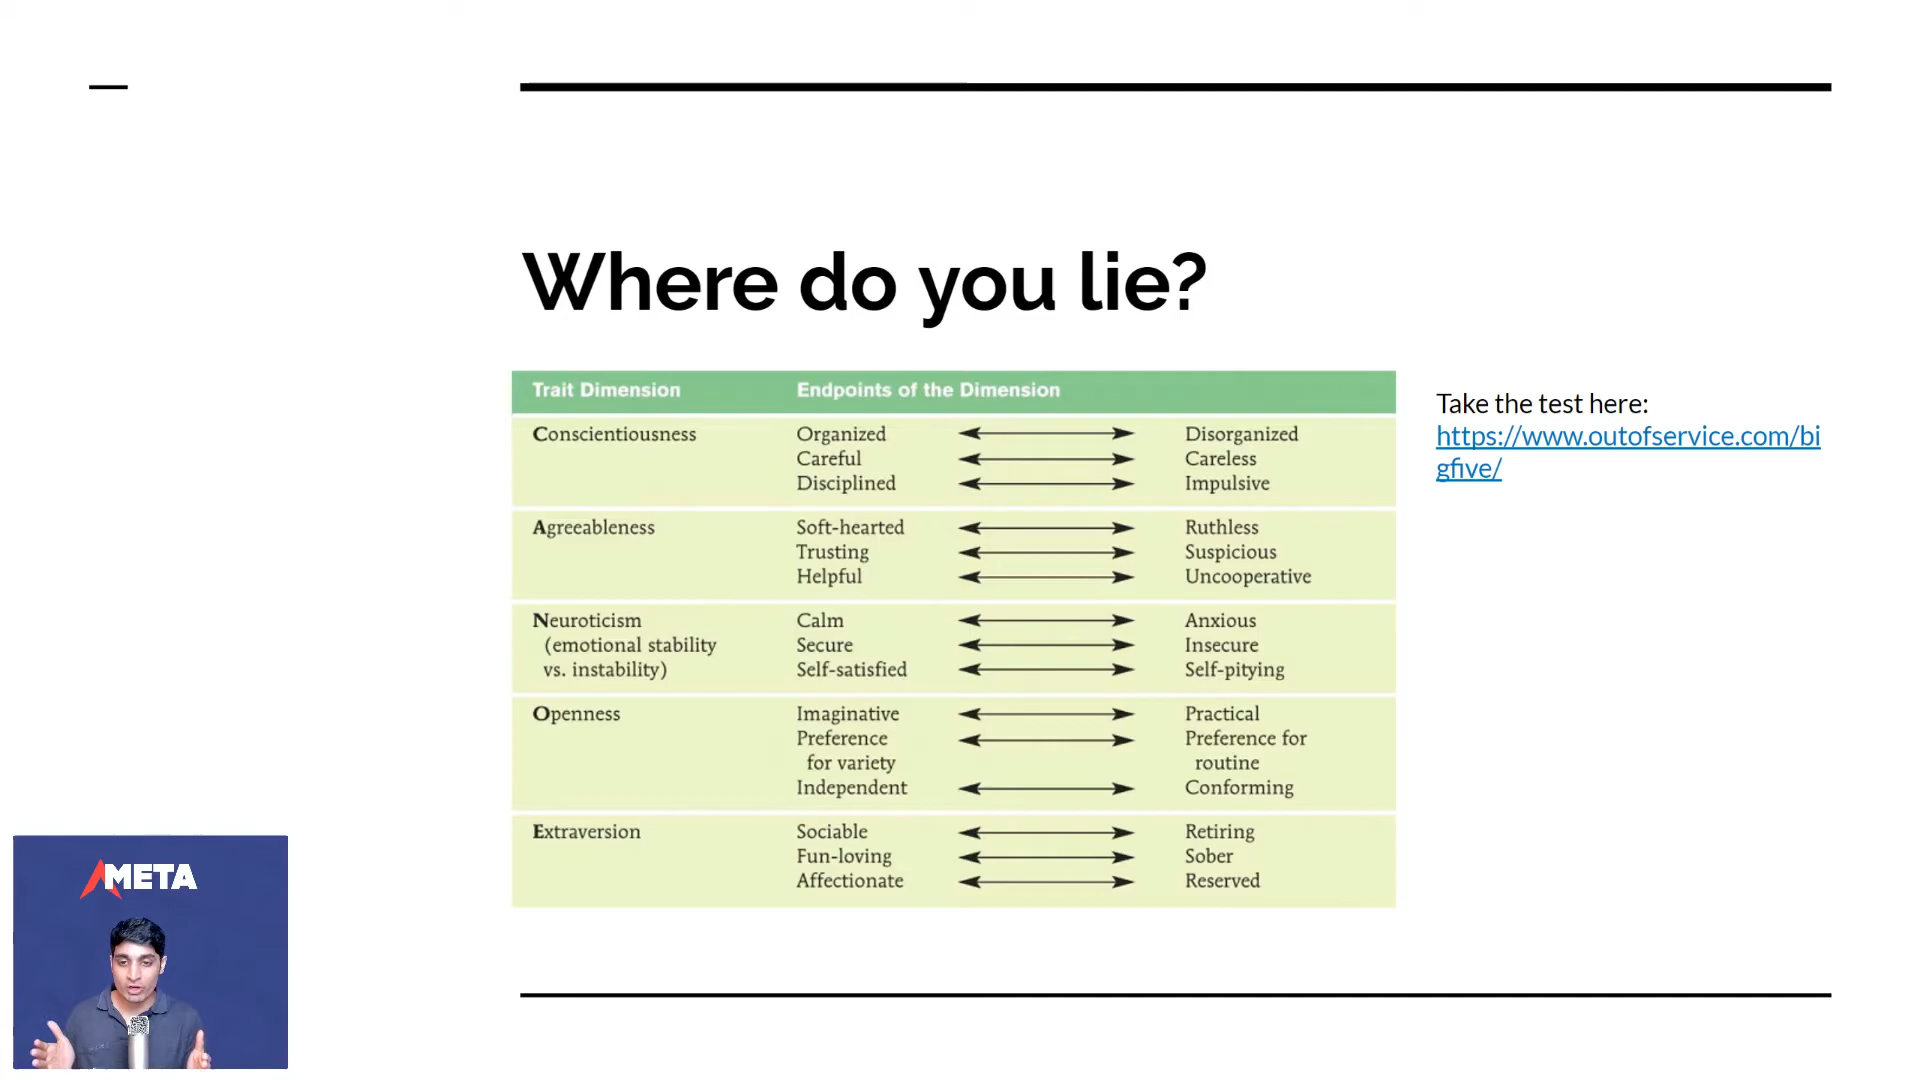 Where do you lie?
Trait Dimension Endpoints of the Dimension
Conscientiousness Organized Disorganized
Careful Careless
Disciplined Impulsive
Agreeableness Soft-hearted Ruthless
Trusting Suspicious
Helpful Uncooperative
Neuroticism Calm Anxious
(emotional stability Secure Insecure
vs. instability) Self-satisfied Self-pitying
Openness Imaginative Practical
Preference Preference for
for variety routine
Independent Conforming
Extraversion Sociable Retiring
Fun-loving Sober
Affectionate Reserved
Take the test here:
https://www.outofservice.com/bi
gfive/
META